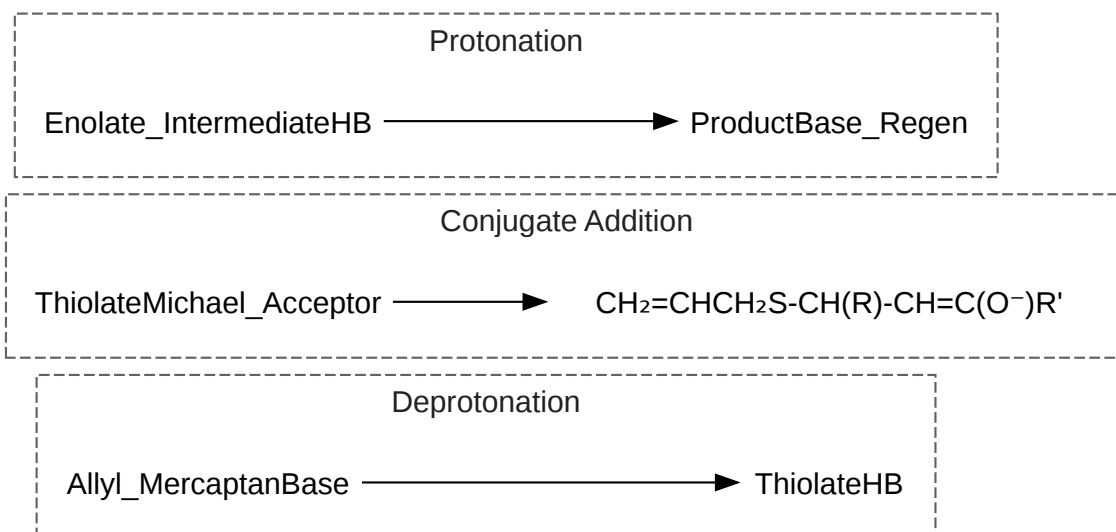 Protonation
Enolate_IntermediateHB ProductBase_Regen
Conjugate Addition
ThiolateMichael_Acceptor CH₂=CHCH₂S-CH(R)-CH=C(O⁻)R'
Deprotonation
Allyl_MercaptanBase ThiolateHB